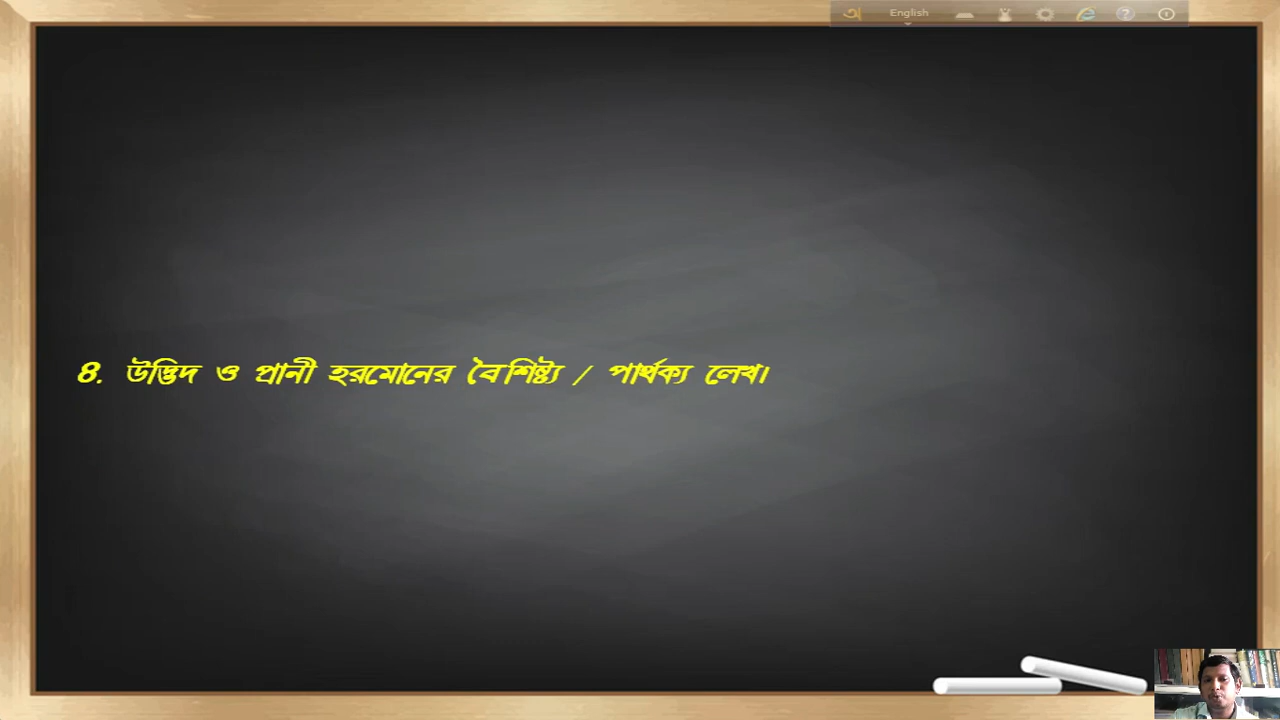 অ English
৪. উদ্ভিদ ও প্রানী হরমোনের বৈশিষ্ট্য / পার্থক্য লেখ।